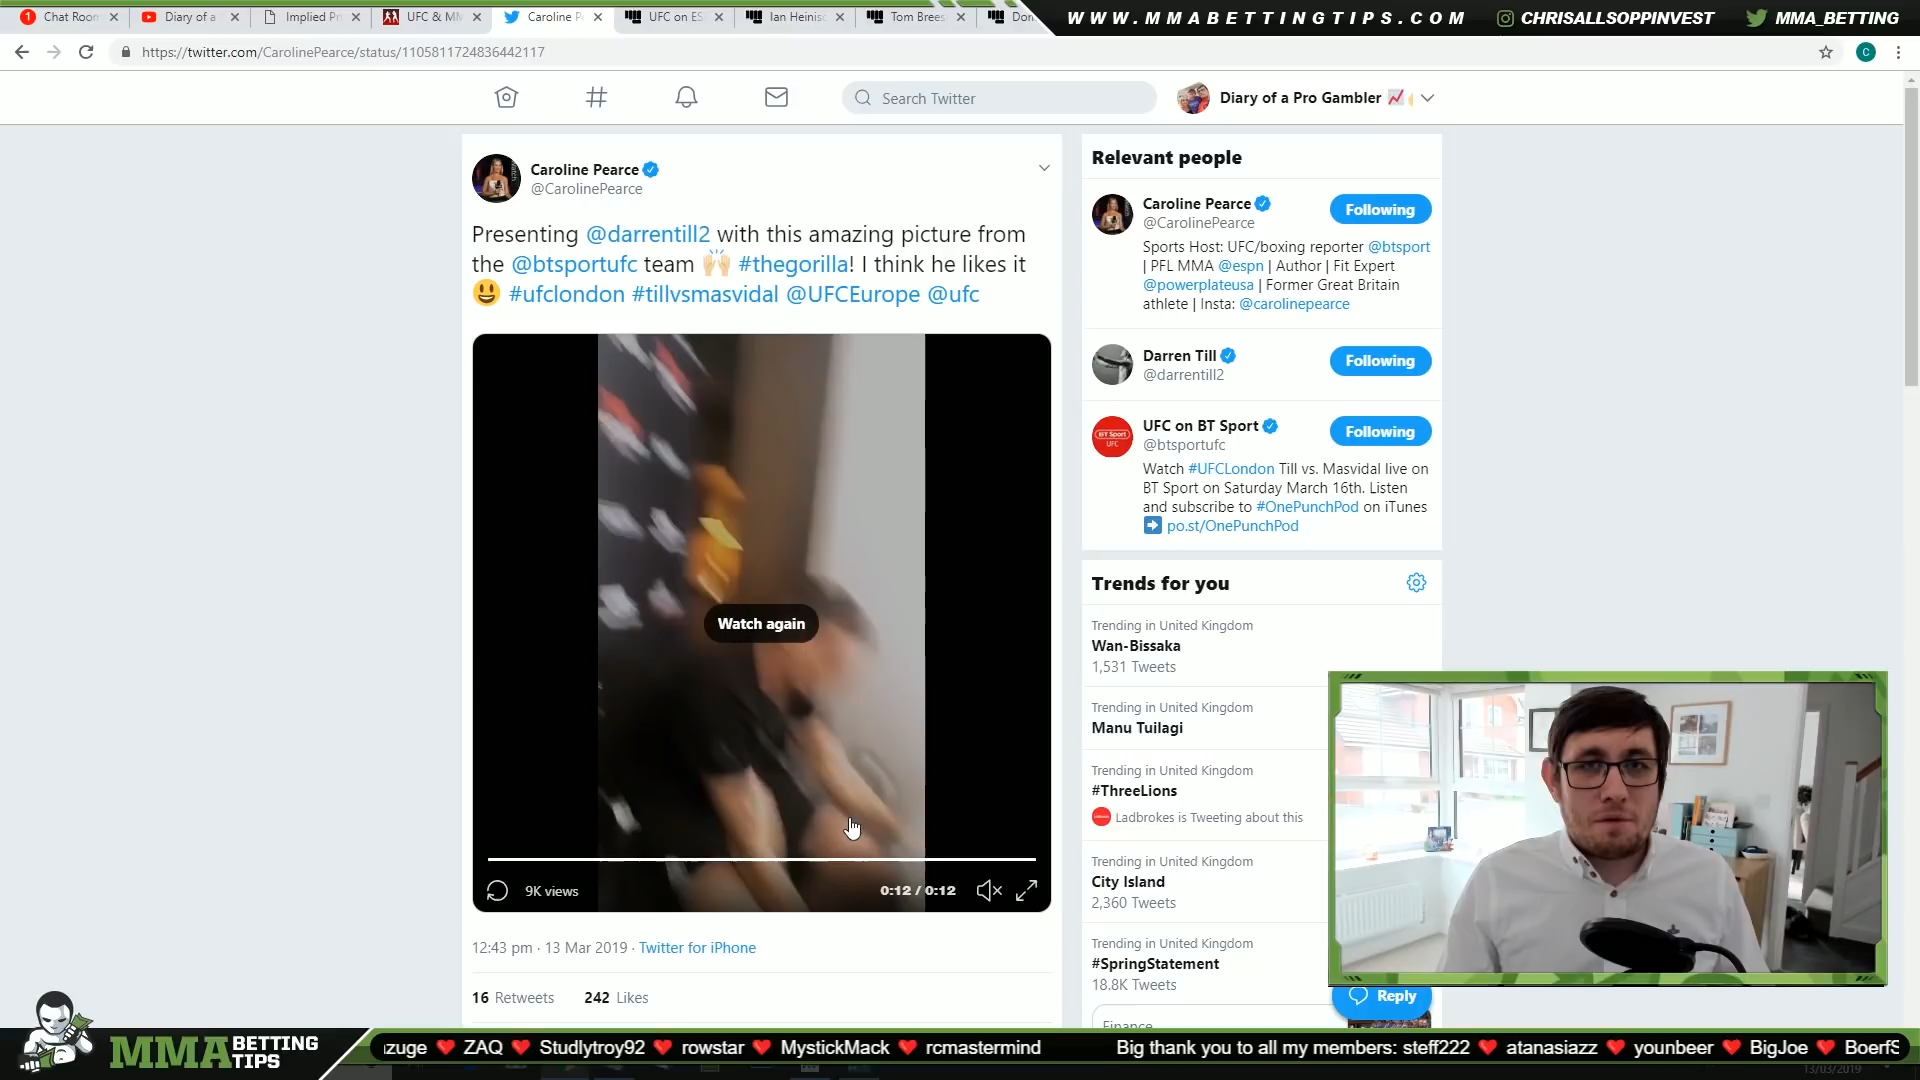 Chat Room
Diary of a
Implied Pr
UFC & MM
Caroline P
UFC on ES
Ian Heinisc
Tom Brees
Don
WWW.MMABETTINGTIPS.COM
CHRISALLSOPPINVEST
MMA_BETTING
https://twitter.com/CarolinePearce/status/1105811724836442117
C
Search Twitter
Diary of a Pro Gambler
Caroline Pearce
@CarolinePearce
Presenting @darrentill2 with this amazing picture from
the @btsportufc team 🙌🏻 #thegorilla! I think he likes it
😃 #ufclondon #tillvsmasvidal @UFCEurope @ufc
Watch again
9K views
0:12 / 0:12
12:43 pm · 13 Mar 2019 · Twitter for iPhone
16 Retweets 242 Likes
Relevant people
Caroline Pearce
@CarolinePearce
Following
Sports Host: UFC/boxing reporter @btsport
| PFL MMA @espn | Author | Fit Expert
@powerplateusa | Former Great Britain
athlete | Insta: @carolinepearce
Darren Till
@darrentill2
Following
BT Sport
UFC
UFC on BT Sport
@btsportufc
Following
Watch #UFCLondon Till vs. Masvidal live on
BT Sport on Saturday March 16th. Listen
and subscribe to #OnePunchPod on iTunes
➡ po.st/OnePunchPod
Trends for you
Trending in United Kingdom
Wan-Bissaka
1,531 Tweets
Trending in United Kingdom
Manu Tuilagi
Trending in United Kingdom
#ThreeLions
Ladbrokes is Tweeting about this
Trending in United Kingdom
City Island
2,360 Tweets
Trending in United Kingdom
#SpringStatement
18.8K Tweets
Finance
Reply
MMA BETTING
TIPS
zuge ❤ ZAQ ❤ Studlytroy92 ❤ rowstar ❤ MystickMack ❤ rcmastermind
Big thank you to all my members: steff222 ❤ atanasiazz ❤ younbeer ❤ BigJoe ❤ BoerfS
13/03/2019